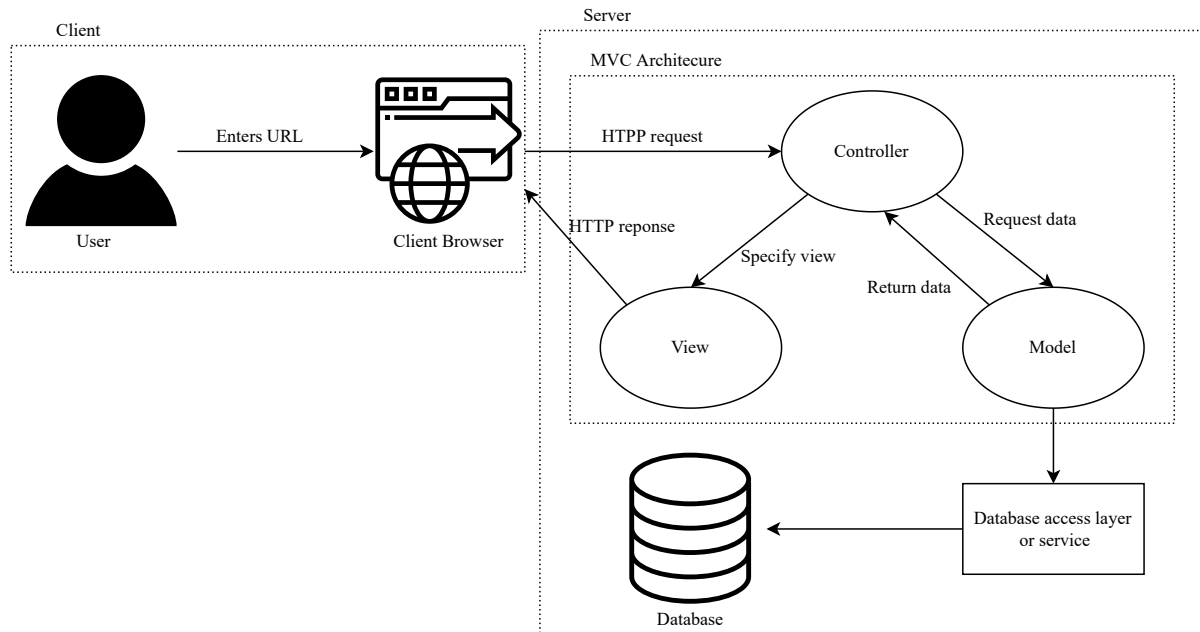 Server
Client
MVC Architecure
Enters URL
HTPP request
Controller
User
Client Browser
HTTP reponse
Request data
Specify view
Return data
View
Model
Database access layer
or service
Database